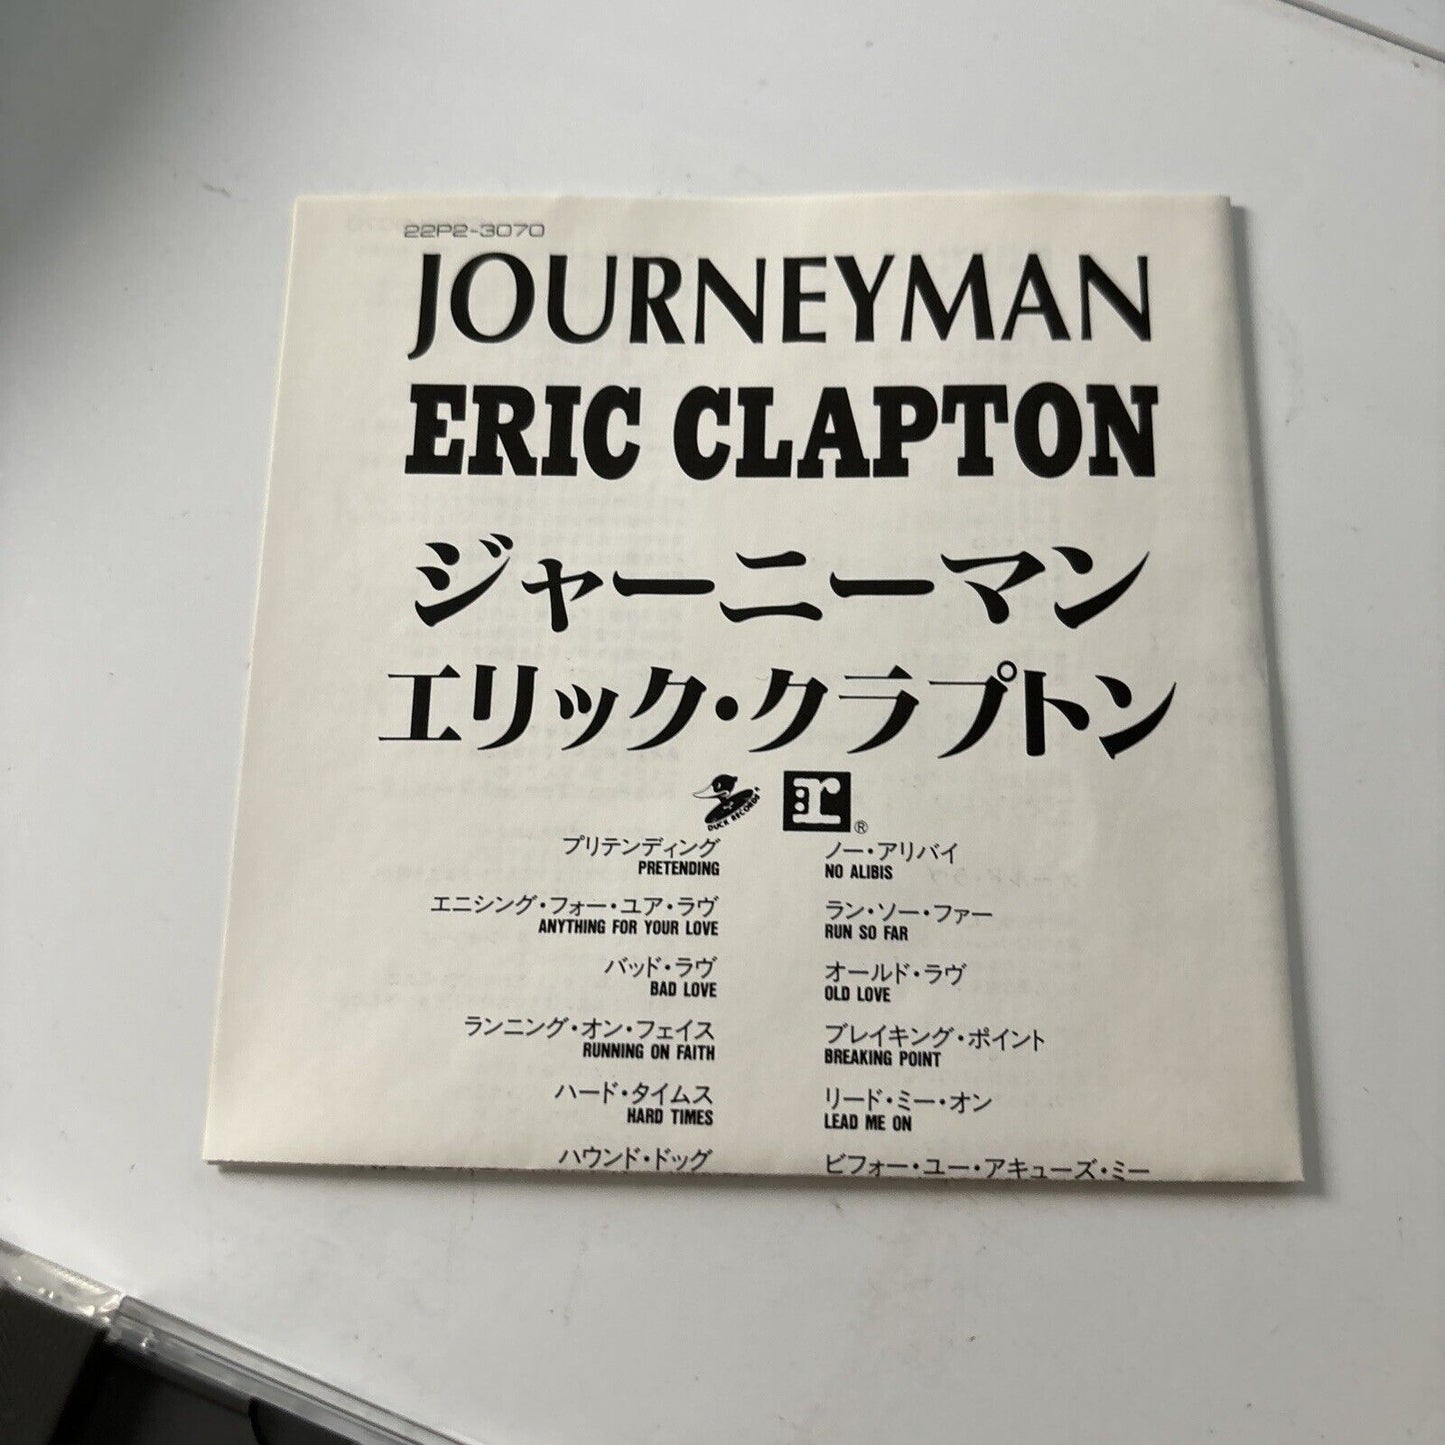 22P2-3070
JOURNEYMAN
ERIC CLAPTON
ジャーニーマン
エリック・クラプトン
DUCK RECORDS
r®
プリテンディング
PRETENDING
エニシング・フォー・ユア・ラヴ
ANYTHING FOR YOUR LOVE
バッド・ラヴ
BAD LOVE
ランニング・オン・フェイス
RUNNING ON FAITH
ハード・タイムス
HARD TIMES
ハウンド・ドッグ
ノー・アリバイ
NO ALIBIS
ラン・ソー・ファー
RUN SO FAR
オールド・ラヴ
OLD LOVE
ブレイキング・ポイント
BREAKING POINT
リード・ミー・オン
LEAD ME ON
ビフォー・ユー・アキューズ・ミー